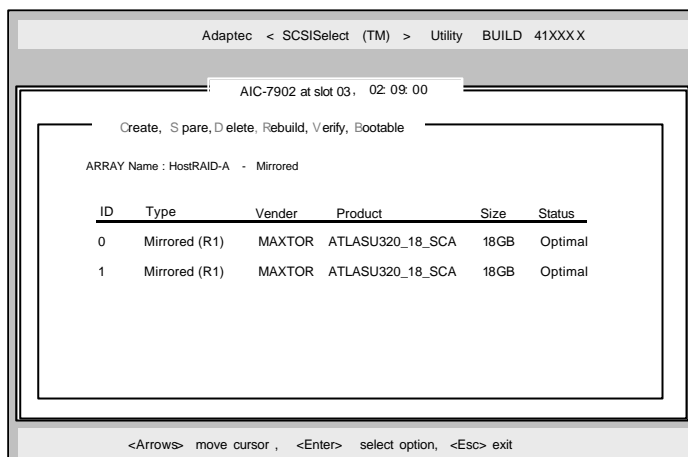 Adaptec < SCSISelect (TM) > Utility BUILD 41XXXX
AIC-7902 at slot 03, 02:09:00
Create, Spare, Delete, Rebuild, Verify, Bootable
ARRAY Name : HostRAID-A - Mirrored
ID Type Vender Product Size Status
0 Mirrored (R1) MAXTOR ATLASU320_18_SCA 18GB Optimal
1 Mirrored (R1) MAXTOR ATLASU320_18_SCA 18GB Optimal
<Arrows> move cursor , <Enter> select option, <Esc> exit